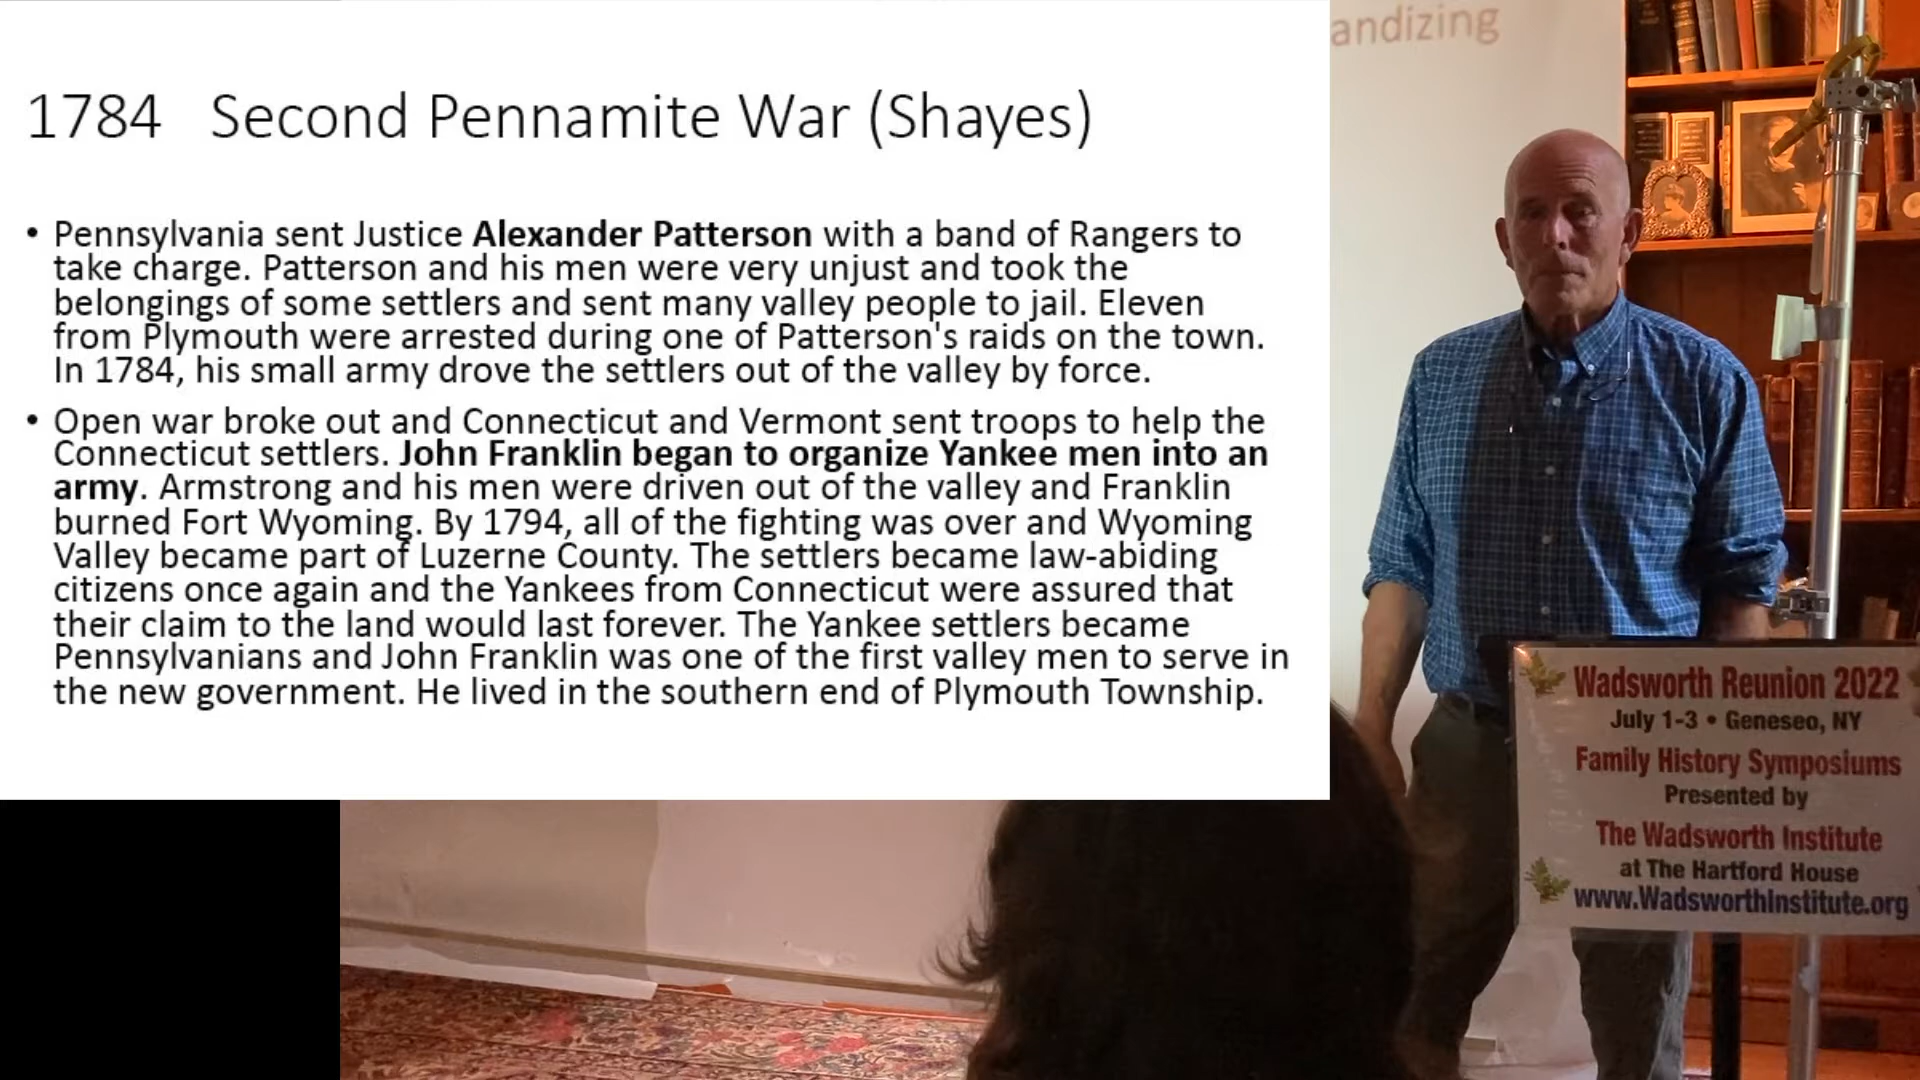 1784 Second Pennamite War (Shayes)
• Pennsylvania sent Justice Alexander Patterson with a band of Rangers to
take charge. Patterson and his men were very unjust and took the
belongings of some settlers and sent many valley people to jail. Eleven
from Plymouth were arrested during one of Patterson's raids on the town.
In 1784, his small army drove the settlers out of the valley by force.
• Open war broke out and Connecticut and Vermont sent troops to help the
Connecticut settlers. John Franklin began to organize Yankee men into an
army. Armstrong and his men were driven out of the valley and Franklin
burned Fort Wyoming. By 1794, all of the fighting was over and Wyoming
Valley became part of Luzerne County. The settlers became law-abiding
citizens once again and the Yankees from Connecticut were assured that
their claim to the land would last forever. The Yankee settlers became
Pennsylvanians and John Franklin was one of the first valley men to serve in
the new government. He lived in the southern end of Plymouth Township.
andizing
Wadsworth Reunion 2022
July 1-3 • Geneseo, NY
Family History Symposiums
Presented by
The Wadsworth Institute
at The Hartford House
www.WadsworthInstitute.org